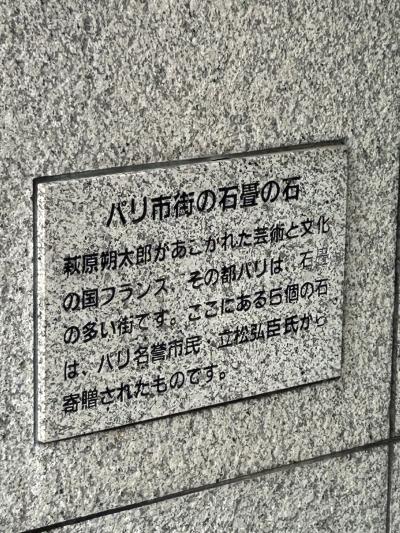 パリ市街の石畳の石
萩原朔太郎があこがれた芸術と文化
の国フランス、その都パリは、石畳
の多い街です。ここにある5個の石
は、パリ名誉市民・立松弘臣氏から
寄贈されたものです。